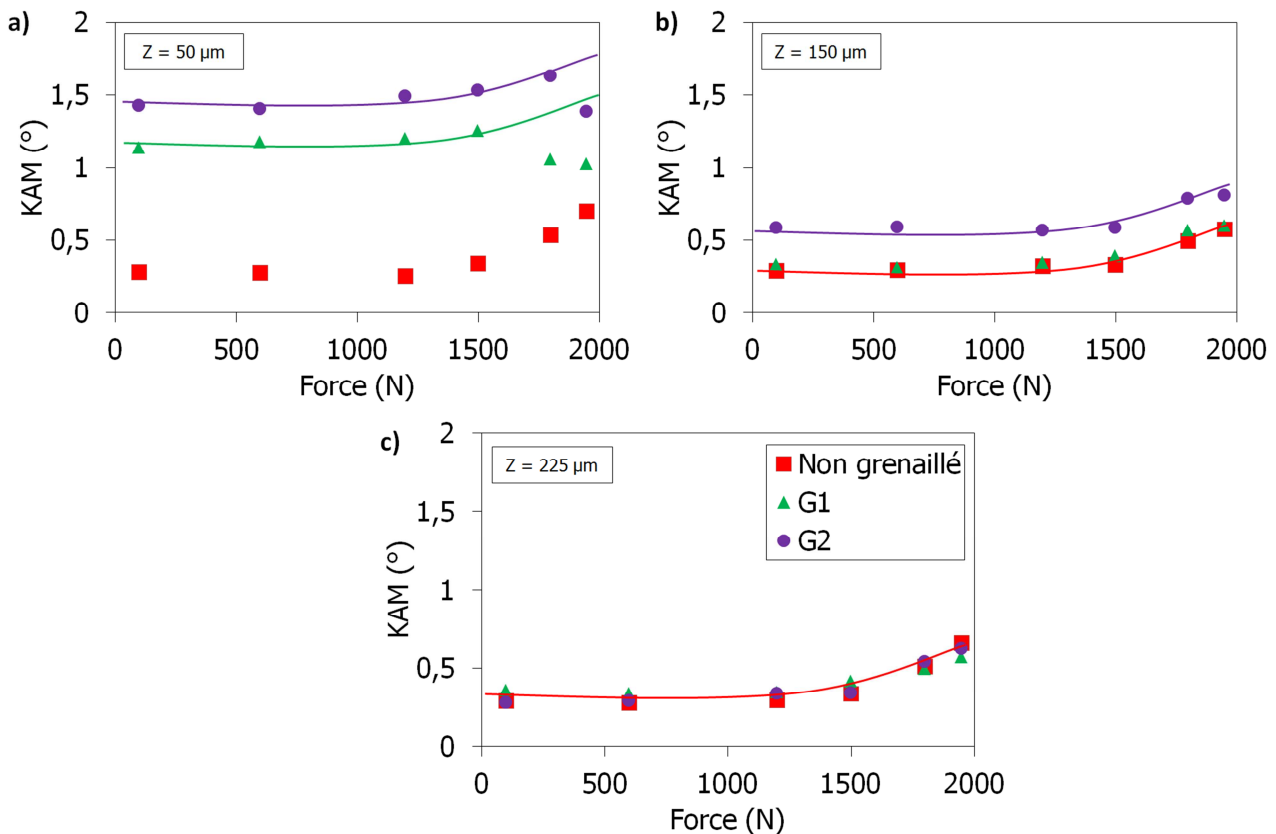 a)
Z = 50 µm
KAM (°)
2
1,5
1
0,5
0
0 500 1000 1500 2000
Force (N)
b)
Z = 150 µm
KAM (°)
2
1,5
1
0,5
0
0 500 1000 1500 2000
Force (N)
c)
Z = 225 µm
Non grenaillé
G1
G2
KAM (°)
2
1,5
1
0,5
0
0 500 1000 1500 2000
Force (N)